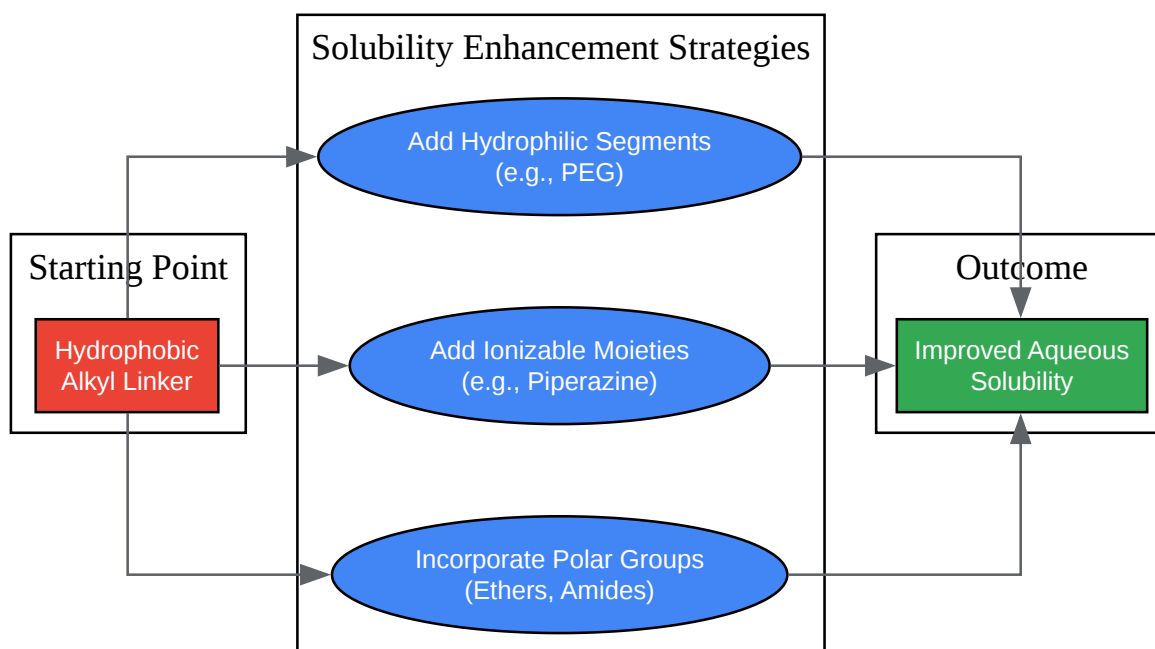 Solubility Enhancement Strategies
Add Hydrophilic Segments
(e.g., PEG)
Starting Point
Outcome
Hydrophobic
Alkyl Linker
Add Ionizable Moieties
(e.g., Piperazine)
Improved Aqueous
Solubility
Incorporate Polar Groups
(Ethers, Amides)